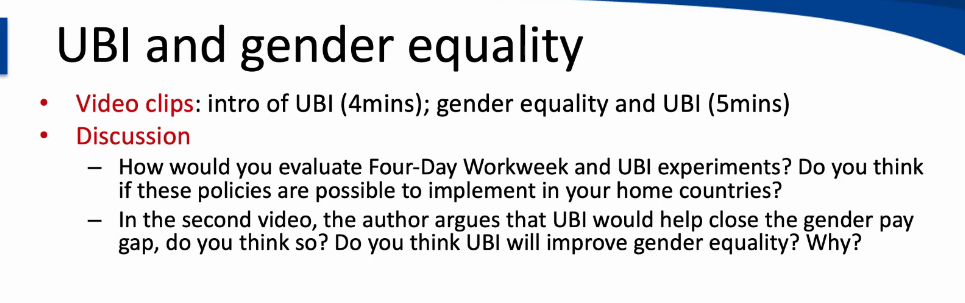 UBI and gender equality
• Video clips: intro of UBI (4mins); gender equality and UBI (5mins)
• Discussion
– How would you evaluate Four-Day Workweek and UBI experiments? Do you think
if these policies are possible to implement in your home countries?
– In the second video, the author argues that UBI would help close the gender pay
gap, do you think so? Do you think UBI will improve gender equality? Why?